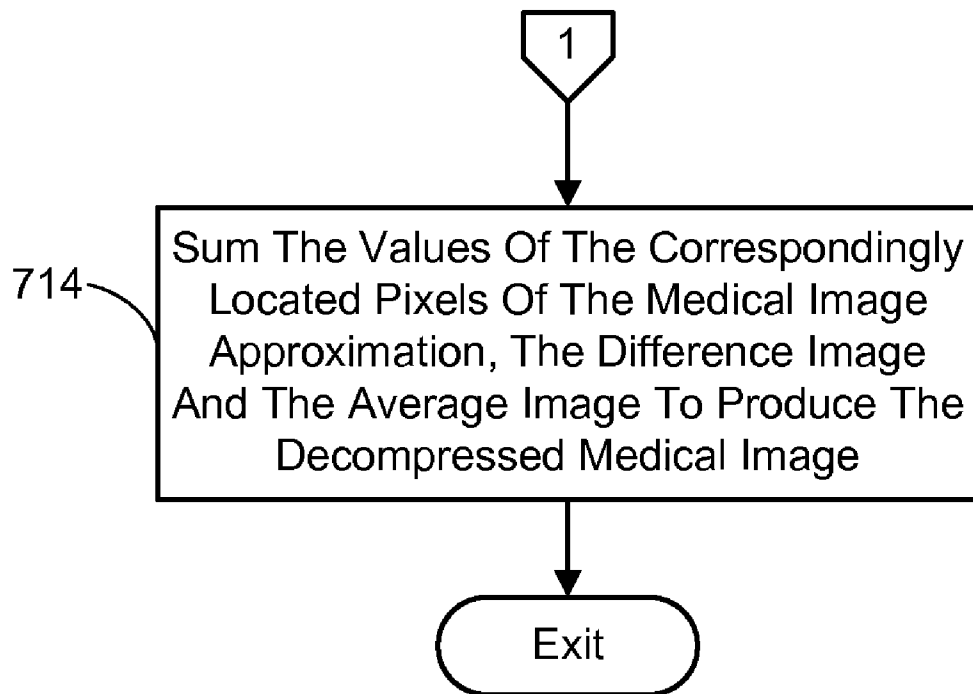 1
714
Sum The Values Of The Correspondingly
Located Pixels Of The Medical Image
Approximation, The Difference Image
And The Average Image To Produce The
Decompressed Medical Image
Exit